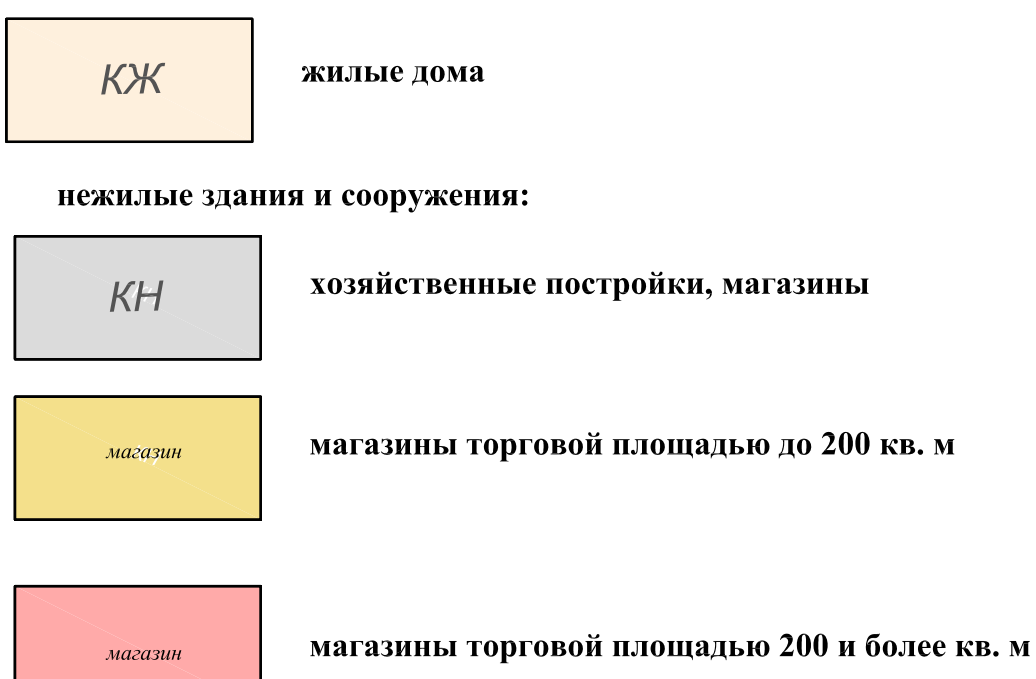 КЖ жилые дома
нежилые здания и сооружения:
КН хозяйственные постройки, магазины
магазин магазины торговой площадью до 200 кв. м
магазин магазины торговой площадью 200 и более кв. м